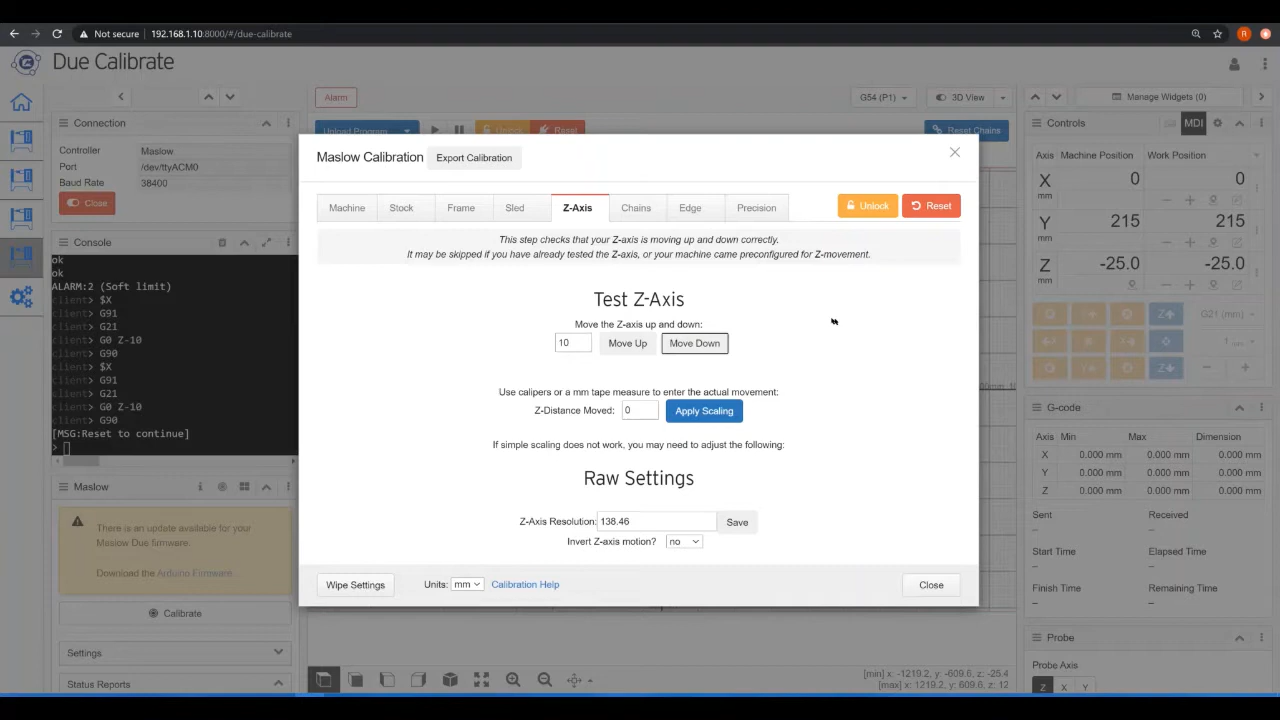 Not secure 192.168.1.10:8000/#/due-calibrate
R
Due Calibrate
Alarm
G54 (P1)
3D View
Manage Widgets (0)
Connection
Controller Maslow
Port /dev/ttyACM0
Baud Rate 38400
Close
Console
ok
ok
ALARM:2 (Soft limit)
client> $X
client> G91
client> G21
client> G0 Z-10
client> G90
client> $X
client> G91
client> G21
client> G0 Z-10
client> G90
[MSG:Reset to continue]
>
Maslow
There is an update available for your
Maslow Due firmware.
Download the Arduino Firmware.
Calibrate
Settings
Status Reports
Upload Program
Unlock
Reset
Reset Chains
Maslow Calibration
Export Calibration
Machine
Stock
Frame
Sled
Z-Axis
Chains
Edge
Precision
Unlock
Reset
This step checks that your Z-axis is moving up and down correctly.
It may be skipped if you have already tested the Z-axis, or your machine came preconfigured for Z-movement.
Test Z-Axis
Move the Z-axis up and down:
10 Move Up Move Down
Use calipers or a mm tape measure to enter the actual movement:
Z-Distance Moved: 0 Apply Scaling
If simple scaling does not work, you may need to adjust the following:
Raw Settings
Z-Axis Resolution: 138.46 Save
Invert Z-axis motion? no
Wipe Settings
Units: mm
Calibration Help
Close
[min] x: -1219.2, y: -609.6, z: -25.4
[max] x: 1219.2, y: 609.6, z: 12
Controls
MDI
Axis Machine Position Work Position
X 0 0
mm
Y 215 215
mm
Z -25.0 -25.0
mm
Z
G21 (mm)
Z
G-code
Axis Min Max Dimension
X 0.000 mm 0.000 mm 0.000 mm
Y 0.000 mm 0.000 mm 0.000 mm
Z 0.000 mm 0.000 mm 0.000 mm
Sent Received
– –
Start Time Elapsed Time
– –
Finish Time Remaining Time
– –
Probe
Probe Axis
Z X Y